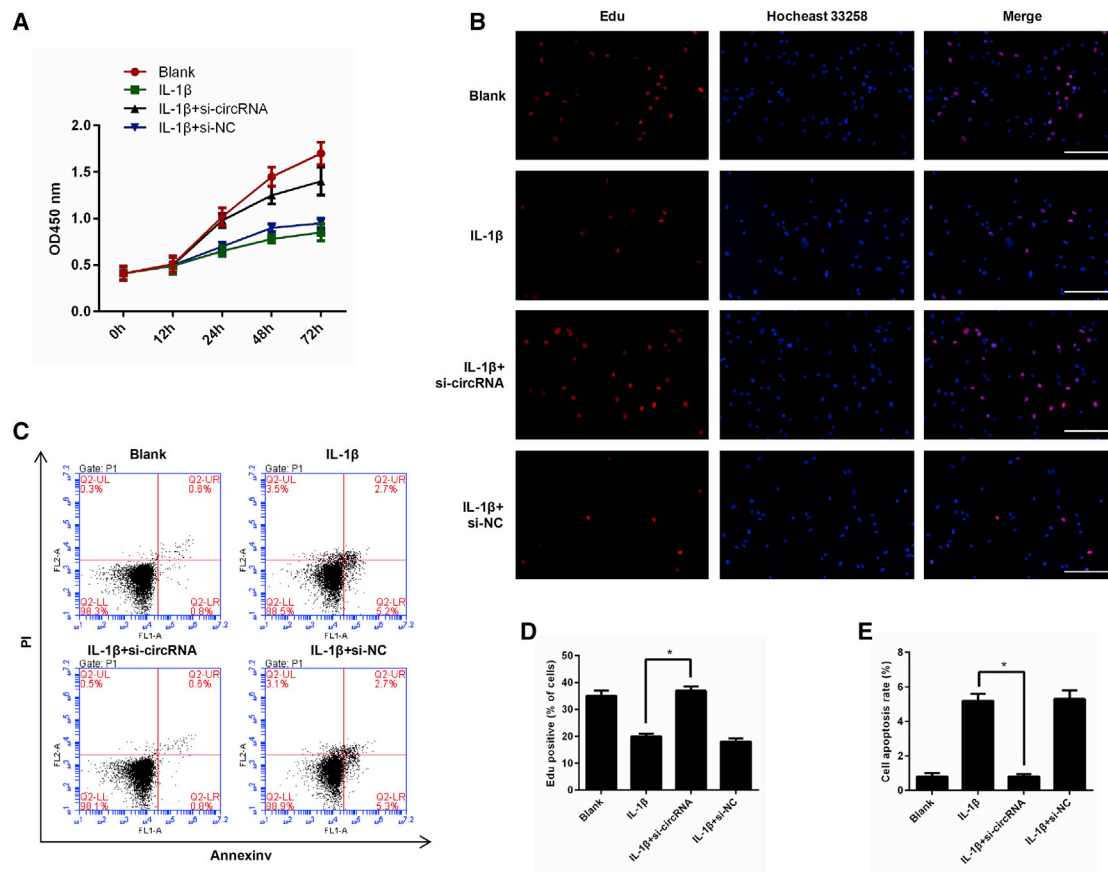 A
Blank
IL-1β
IL-1β+si-circRNA
IL-1β+si-NC
OD450 nm
2.0
1.5
1.0
0.5
0.0
0h
12h
24h
48h
72h
B
Edu
Hocheast 33258
Merge
Blank
IL-1β
IL-1β+
si-circRNA
IL-1β+
si-NC
C
PI
Annexinv
Blank
Gate: P1
Q2-UL
0.3%
Q2-UR
0.6%
Q2-LL
98.3%
Q2-LR
0.8%
FL2-A
FL1-A
IL-1β
Gate: P1
Q2-UL
3.5%
Q2-UR
2.7%
Q2-LL
88.5%
Q2-LR
5.2%
FL2-A
FL1-A
IL-1β+si-circRNA
Gate: P1
Q2-UL
0.5%
Q2-UR
0.6%
Q2-LL
98.1%
Q2-LR
0.8%
FL2-A
FL1-A
IL-1β+si-NC
Gate: P1
Q2-UL
3.1%
Q2-UR
2.7%
Q2-LL
88.9%
Q2-LR
5.3%
FL2-A
FL1-A
D
Edu positive (% of cells)
50
40
30
20
10
0
*
Blank
IL-1β
IL-1β+si-circRNA
IL-1β+si-NC
E
Cell apoptosis rate (%)
8
6
4
2
0
*
Blank
IL-1β
IL-1β+si-circRNA
IL-1β+si-NC